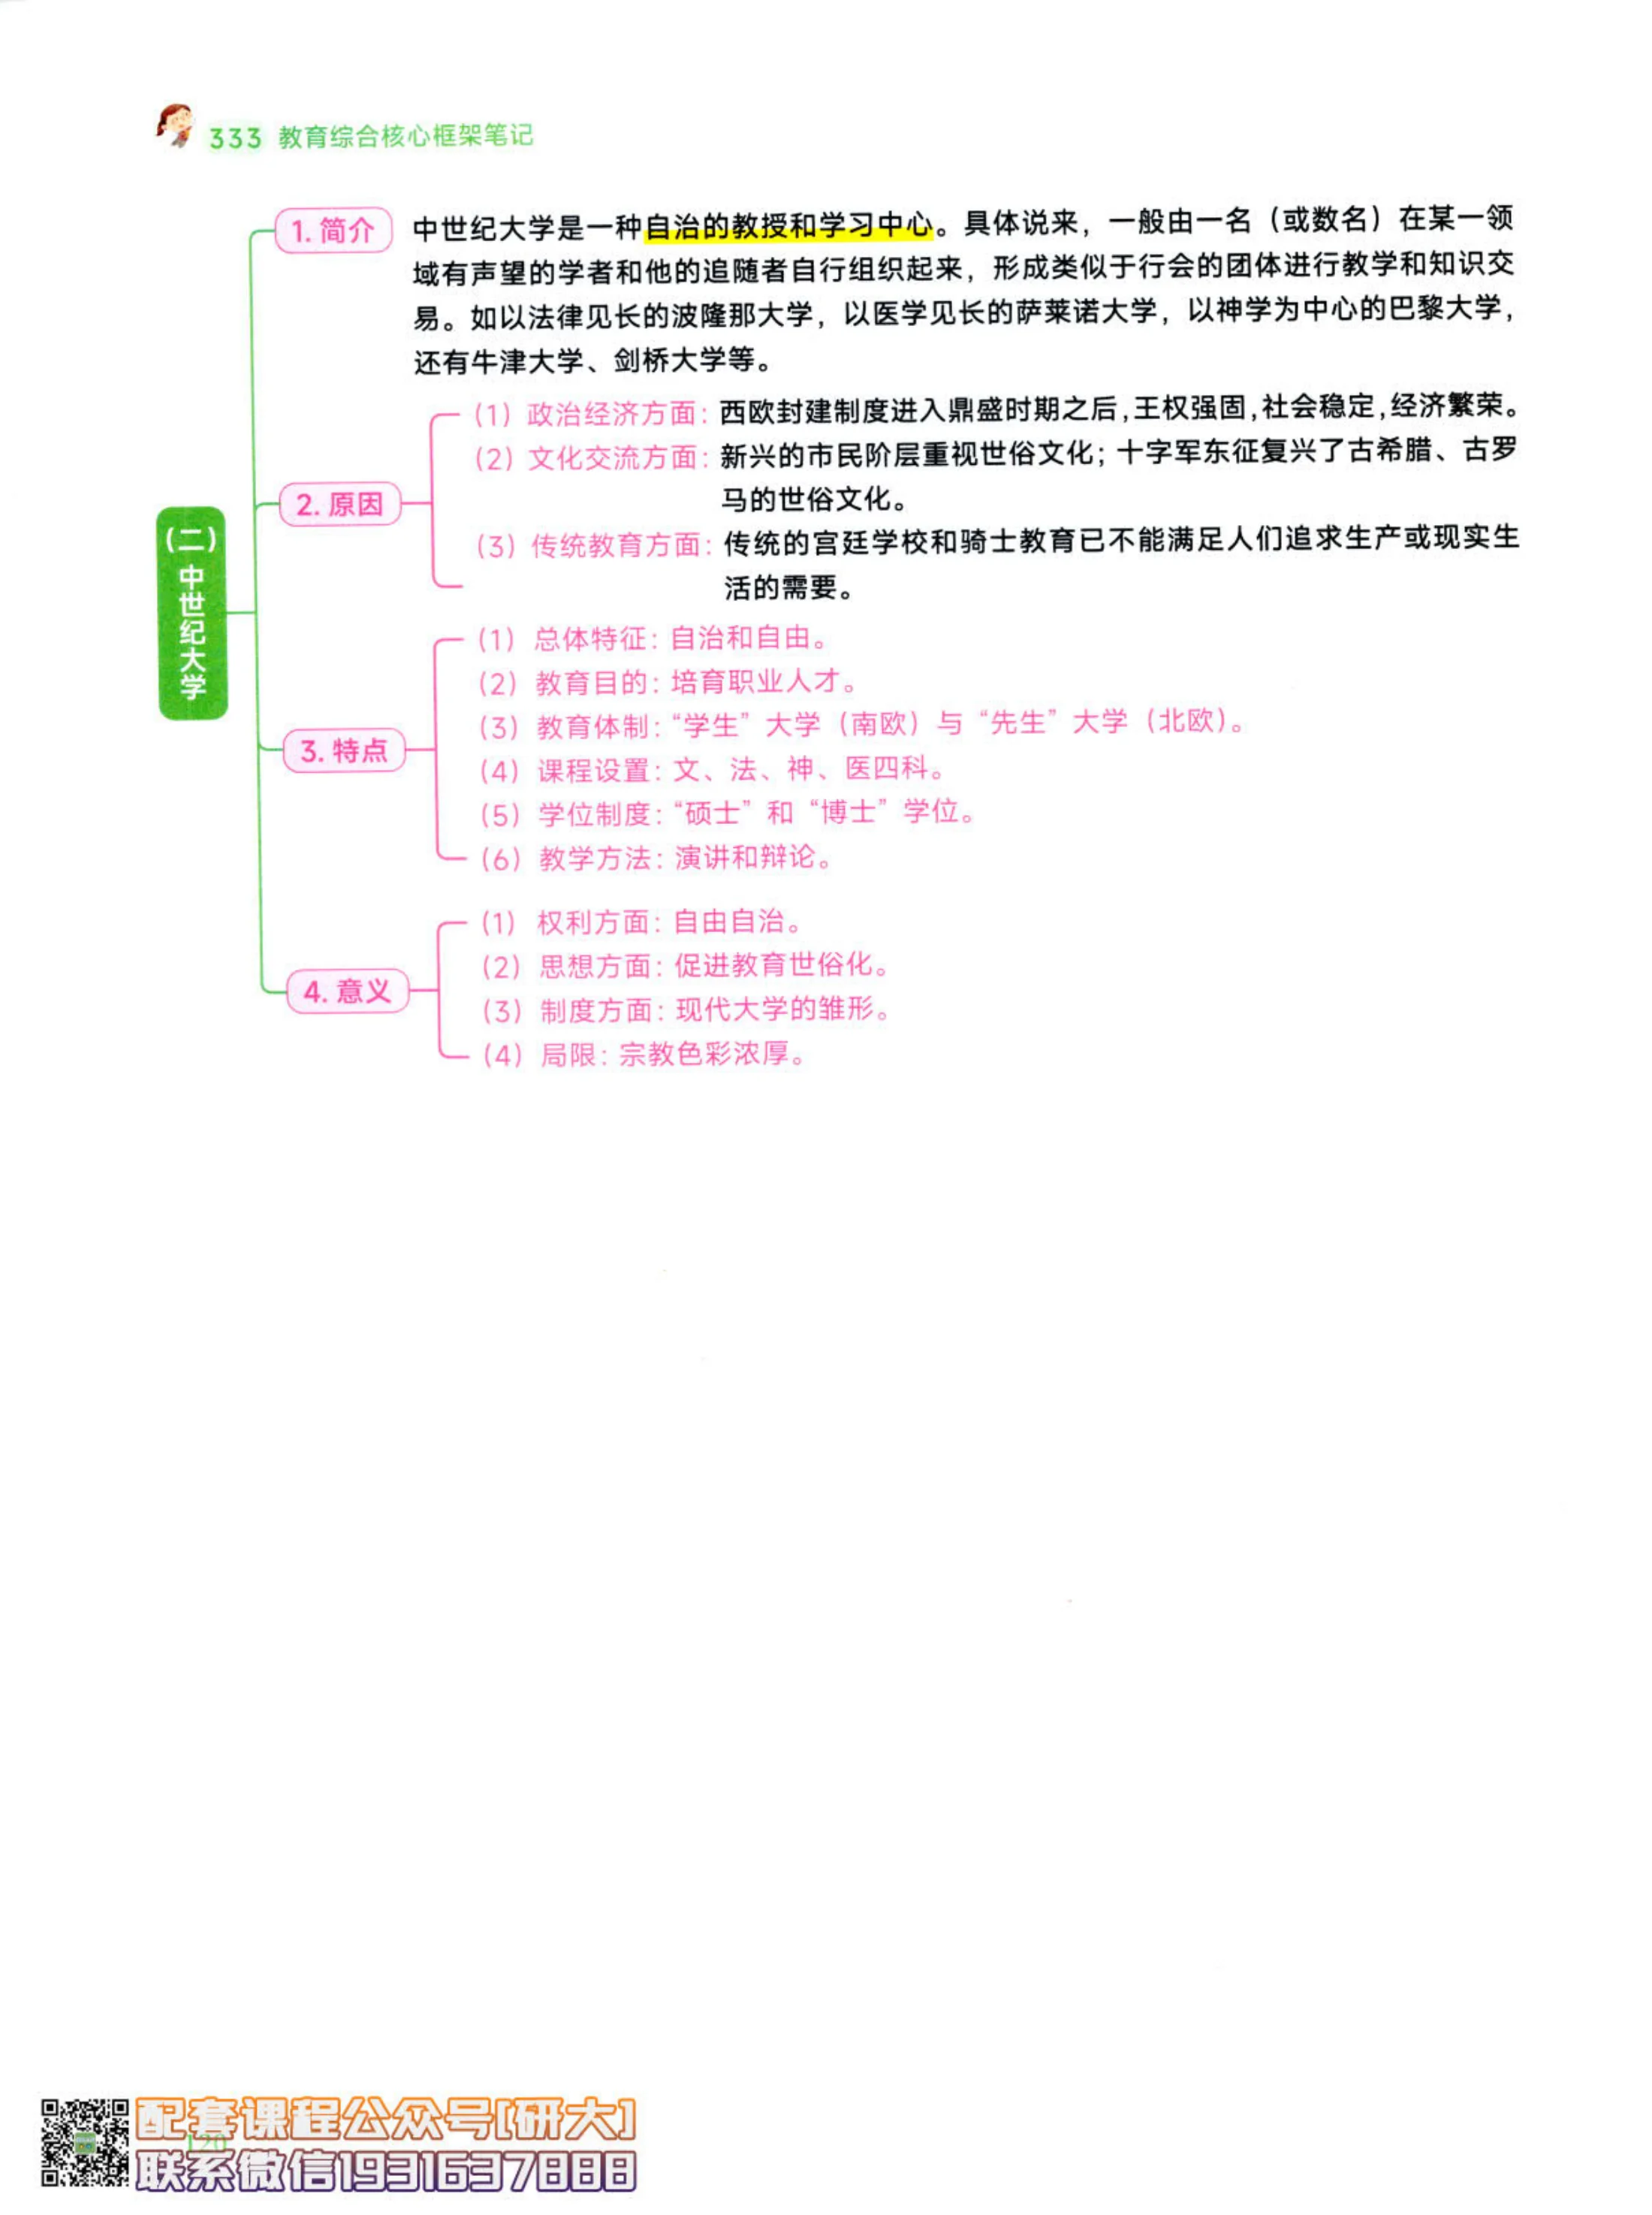 333 教育综合核心框架笔记
(二)中世纪大学
1. 简介
中世纪大学是一种自治的教授和学习中心。具体说来，一般由一名（或数名）在某一领
域有声望的学者和他的追随者自行组织起来，形成类似于行会的团体进行教学和知识交
易。如以法律见长的波隆那大学，以医学见长的萨莱诺大学，以神学为中心的巴黎大学，
还有牛津大学、剑桥大学等。
2. 原因
(1) 政治经济方面：西欧封建制度进入鼎盛时期之后,王权强固,社会稳定,经济繁荣。
(2) 文化交流方面：新兴的市民阶层重视世俗文化；十字军东征复兴了古希腊、古罗
马的世俗文化。
(3) 传统教育方面：传统的宫廷学校和骑士教育已不能满足人们追求生产或现实生
活的需要。
3. 特点
(1) 总体特征：自治和自由。
(2) 教育目的：培育职业人才。
(3) 教育体制：“学生”大学（南欧）与“先生”大学（北欧）。
(4) 课程设置：文、法、神、医四科。
(5) 学位制度：“硕士”和“博士”学位。
(6) 教学方法：演讲和辩论。
4. 意义
(1) 权利方面：自由自治。
(2) 思想方面：促进教育世俗化。
(3) 制度方面：现代大学的雏形。
(4) 局限：宗教色彩浓厚。
配套课程公众号[研大]
120
联系微信1931637888